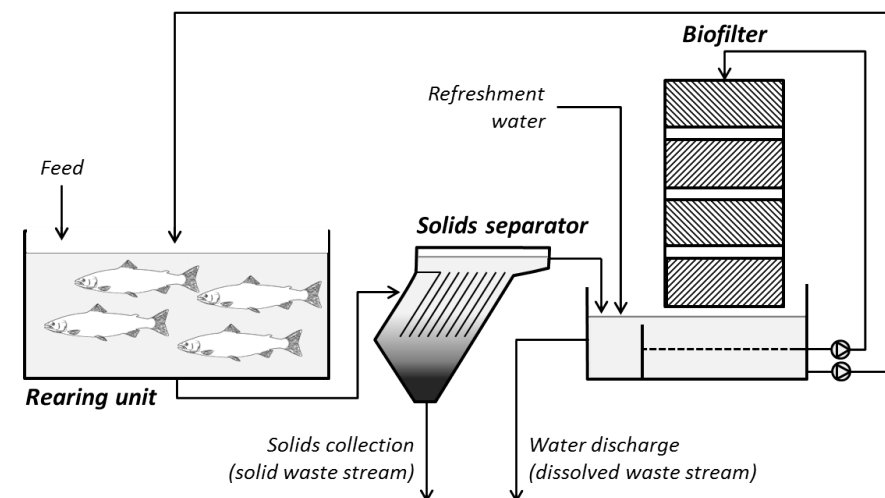 Biofilter
Refreshment
water
Feed
Solids separator
Rearing unit
Solids collection
(solid waste stream)
Water discharge
(dissolved waste stream)